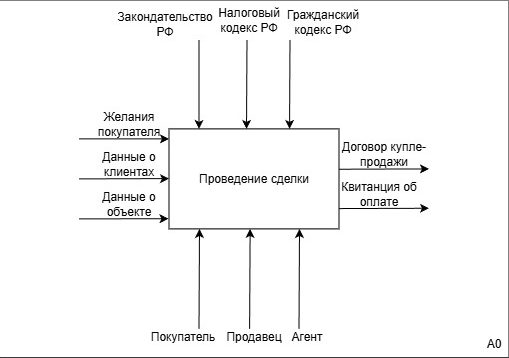 Закондательство
РФ
Налоговый
кодекс РФ
Гражданский
кодекс РФ
Желания
покупателя
Данные о
клиентах
Данные о
объекте
Проведение сделки
Договор купле-
продажи
Квитанция об
оплате
Покупатель
Продавец
Агент
A0